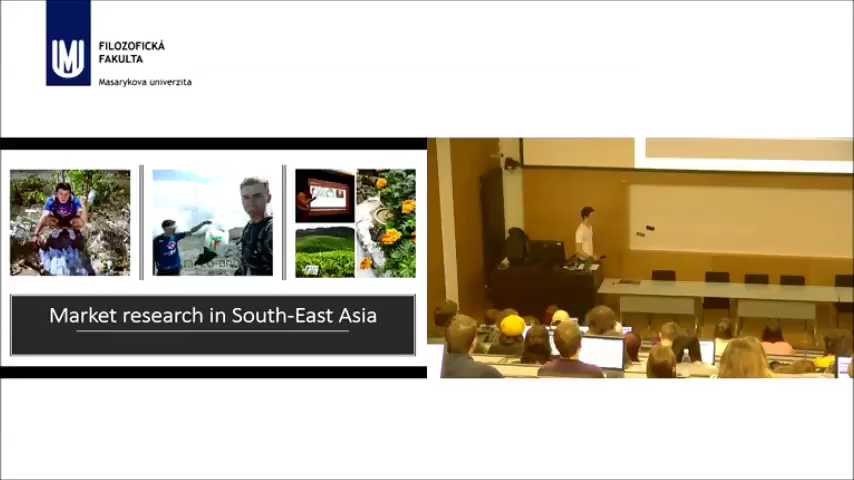 FILOZOFICKÁ
FAKULTA
Masarykova univerzita
Market research in South-East Asia